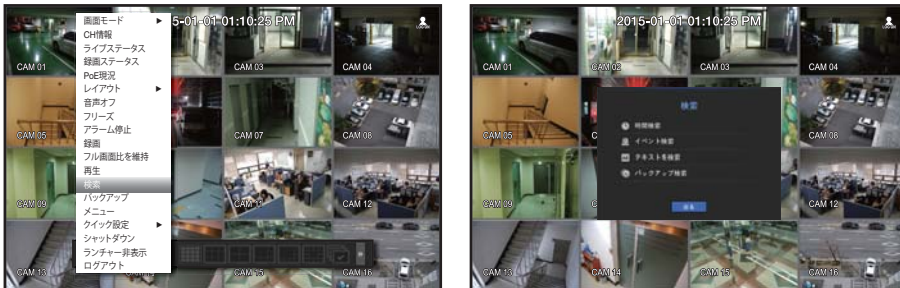 画面モード
CH情報
ライブステータス
録画ステータス
PoE現況
レイアウト
音声オフ
フリーズ
アラーム停止
録画
フル画面比を維持
再生
検索
バックアップ
メニュー
クイック設定
シャットダウン
ランチャー非表示
ログアウト
5-01-01 01:10:25 PM
CAM 01
CAM 03
CAM 04
CAM 05
CAM 07
CAM 08
CAM 09
CAM 11
CAM 12
CAM 13
CAM 15
CAM 16
2015-01-01 01:10:25 PM
CAM 01
CAM 02
CAM 03
CAM 04
CAM 05
C
CAM 07
CAM 08
検索
時間検索
イベント検索
テキストを検索
バックアップ検索
戻る
CAM 09
C
CAM 12
CAM 13
CAM 14
CAM 15
CAM 16